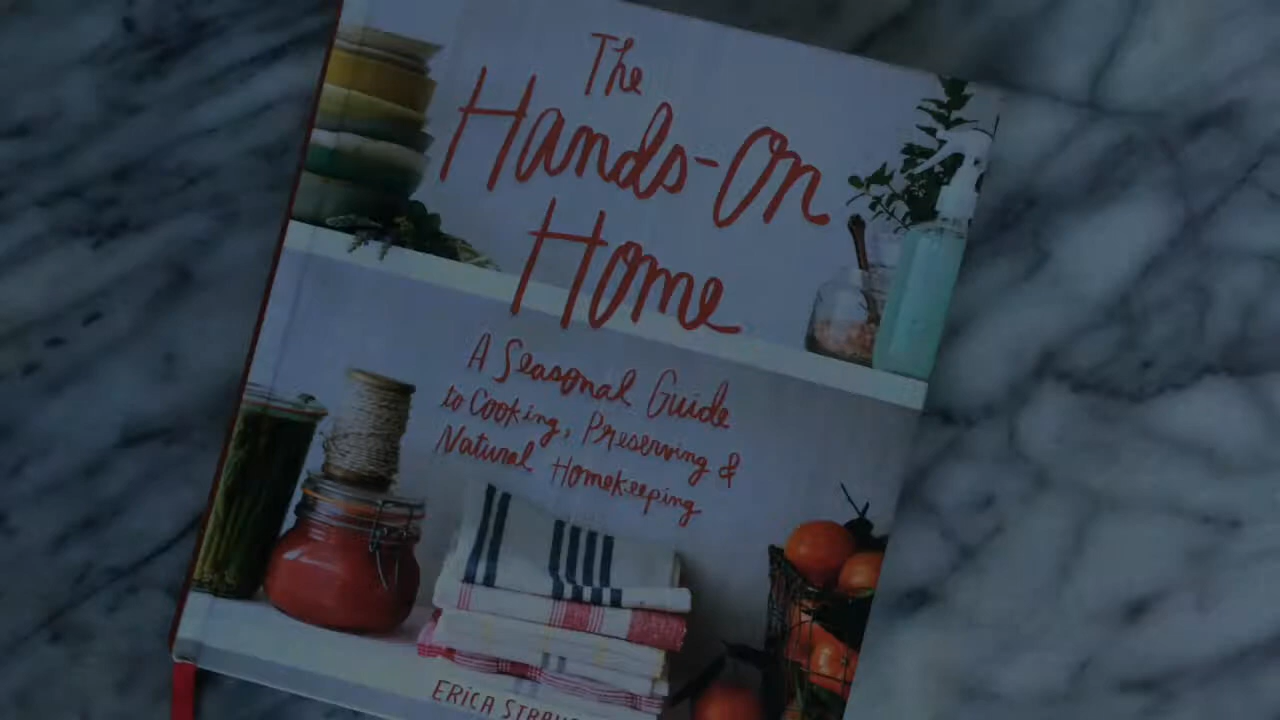 The
Hands-On
Home
A Seasonal Guide
to Cooking, Preserving &
Natural Homekeeping
ERICA